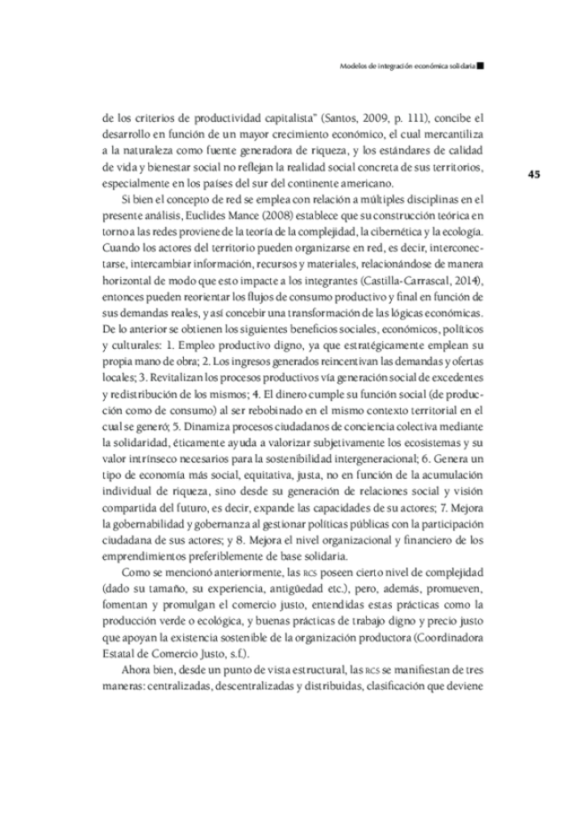 Modelos de integración económica solidaria
de los criterios de productividad capitalista" (Santos, 2009, p. 111), concibe el
desarrollo en función de un mayor crecimiento económico, el cual mercantiliza
a la naturaleza como fuente generadora de riqueza, y los estándares de calidad
de vida y bienestar social no reflejan la realidad social concreta de sus territorios,
45
especialmente en los países del sur del continente americano.
Si bien el concepto de red se emplea con relación a múltiples disciplinas en el
presente análisis, Euclides Mance (2008) establece que su construcción teórica en
torno a las redes proviene de la teoría de la complejidad, la cibernética y la ecología.
Cuando los actores del territorio pueden organizarse en red, es decir, interconec-
tarse, intercambiar información, recursos y materiales, relacionándose de manera
horizontal de modo que esto impacte a los integrantes (Castilla-Carrascal, 2014),
entonces pueden reorientar los flujos de consumo productivo y final en función de
sus demandas reales, y así concebir una transformación de las lógicas económicas.
De lo anterior se obtienen los siguientes beneficios sociales, económicos, políticos
y culturales: 1. Empleo productivo digno, ya que estratégicamente emplean su
propia mano de obra; 2. Los ingresos generados reincentivan las demandas y ofertas
locales; 3. Revitalizan los procesos productivos vía generación social de excedentes
y redistribución de los mismos; 4. El dinero cumple su función social (de produc-
ción como de consumo) al ser rebobinado en el mismo contexto territorial en el
cual se generó; 5. Dinamiza procesos ciudadanos de conciencia colectiva mediante
la solidaridad, éticamente ayuda a valorizar subjetivamente los ecosistemas y su
valor intrínseco necesarios para la sostenibilidad intergeneracional; 6. Genera un
tipo de economía más social, equitativa, justa, no en función de la acumulación
individual de riqueza, sino desde su generación de relaciones social y visión
compartida del futuro, es decir, expande las capacidades de su actores; 7. Mejora
la gobernabilidad y gobernanza al gestionar políticas públicas con la participación
ciudadana de sus actores; y 8. Mejora el nivel organizacional y financiero de los
emprendimientos preferiblemente de base solidaria.
Como se mencionó anteriormente, las RCS poseen cierto nivel de complejidad
(dado su tamaño, su experiencia, antigüedad etc.), pero, además, promueven,
fomentan y promulgan el comercio justo, entendidas estas prácticas como la
producción verde o ecológica, y buenas prácticas de trabajo digno y precio justo
que apoyan la existencia sostenible de la organización productora (Coordinadora
Estatal de Comercio Justo, s.f.).
Ahora bien, desde un punto de vista estructural, las RCS se manifiestan de tres
maneras: centralizadas, descentralizadas y distribuidas, clasificación que deviene